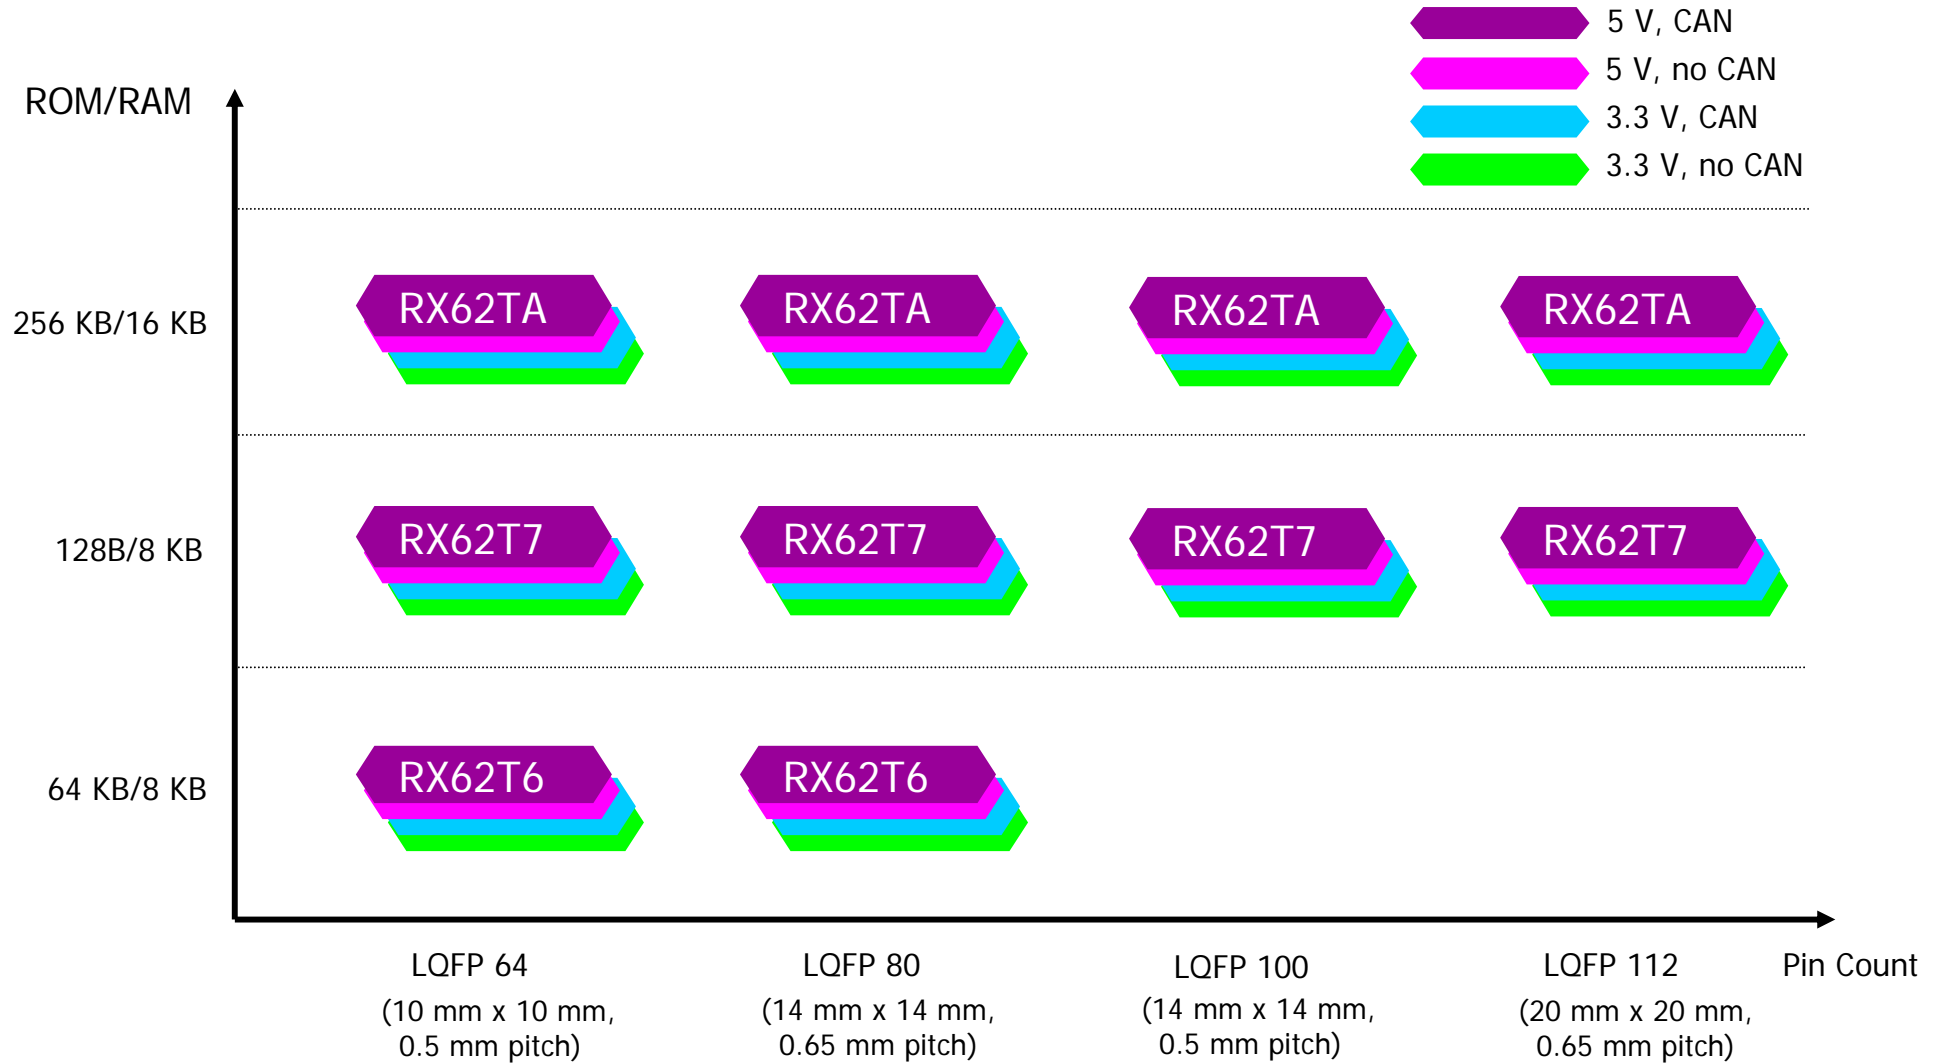 5 V, CAN
5 V, no CAN
3.3 V, CAN
3.3 V, no CAN
ROM/RAM
256 KB/16 KB
RX62TA
RX62TA
RX62TA
RX62TA
128B/8 KB
RX62T7
RX62T7
RX62T7
RX62T7
64 KB/8 KB
RX62T6
RX62T6
LQFP 64
(10 mm x 10 mm,
0.5 mm pitch)
LQFP 80
(14 mm x 14 mm,
0.65 mm pitch)
LQFP 100
(14 mm x 14 mm,
0.5 mm pitch)
LQFP 112
(20 mm x 20 mm,
0.65 mm pitch)
Pin Count